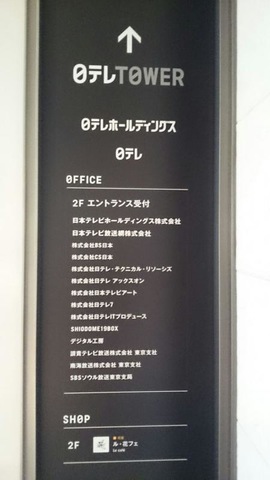 日テレTOWER
日テレホールディングス
日テレ
OFFICE
2F エントランス受付
日本テレビホールディングス株式会社
日本テレビ放送網株式会社
株式会社BS日本
株式会社CS日本
株式会社日テレ・テクニカル・リソーシズ
株式会社日テレ アックスオン
株式会社日本テレビアート
株式会社日テレ7
株式会社日テレITプロデュース
SHIODOME19BOX
デジタル工房
讀賣テレビ放送株式会社 東京支社
南海放送株式会社 東京支社
SBSソウル放送東京支局
SHOP
2F
ル・花フェ
le café